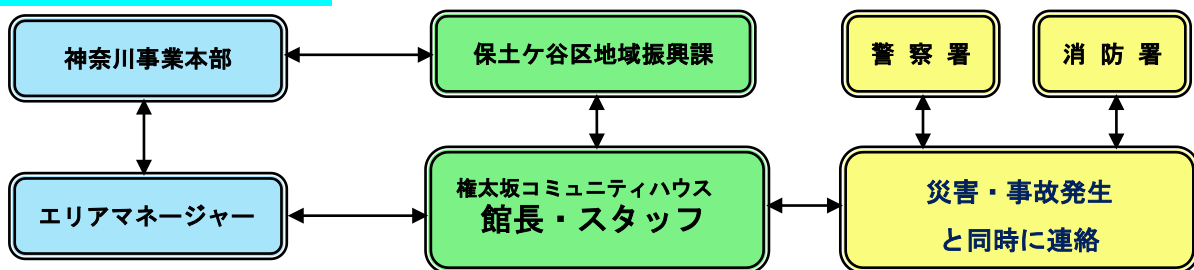 神奈川事業本部
保土ケ谷区地域振興課
警 察 署
消 防 署
エリアマネージャー
権太坂コミュニティハウス
館長・スタッフ
災害・事故発生
と同時に連絡